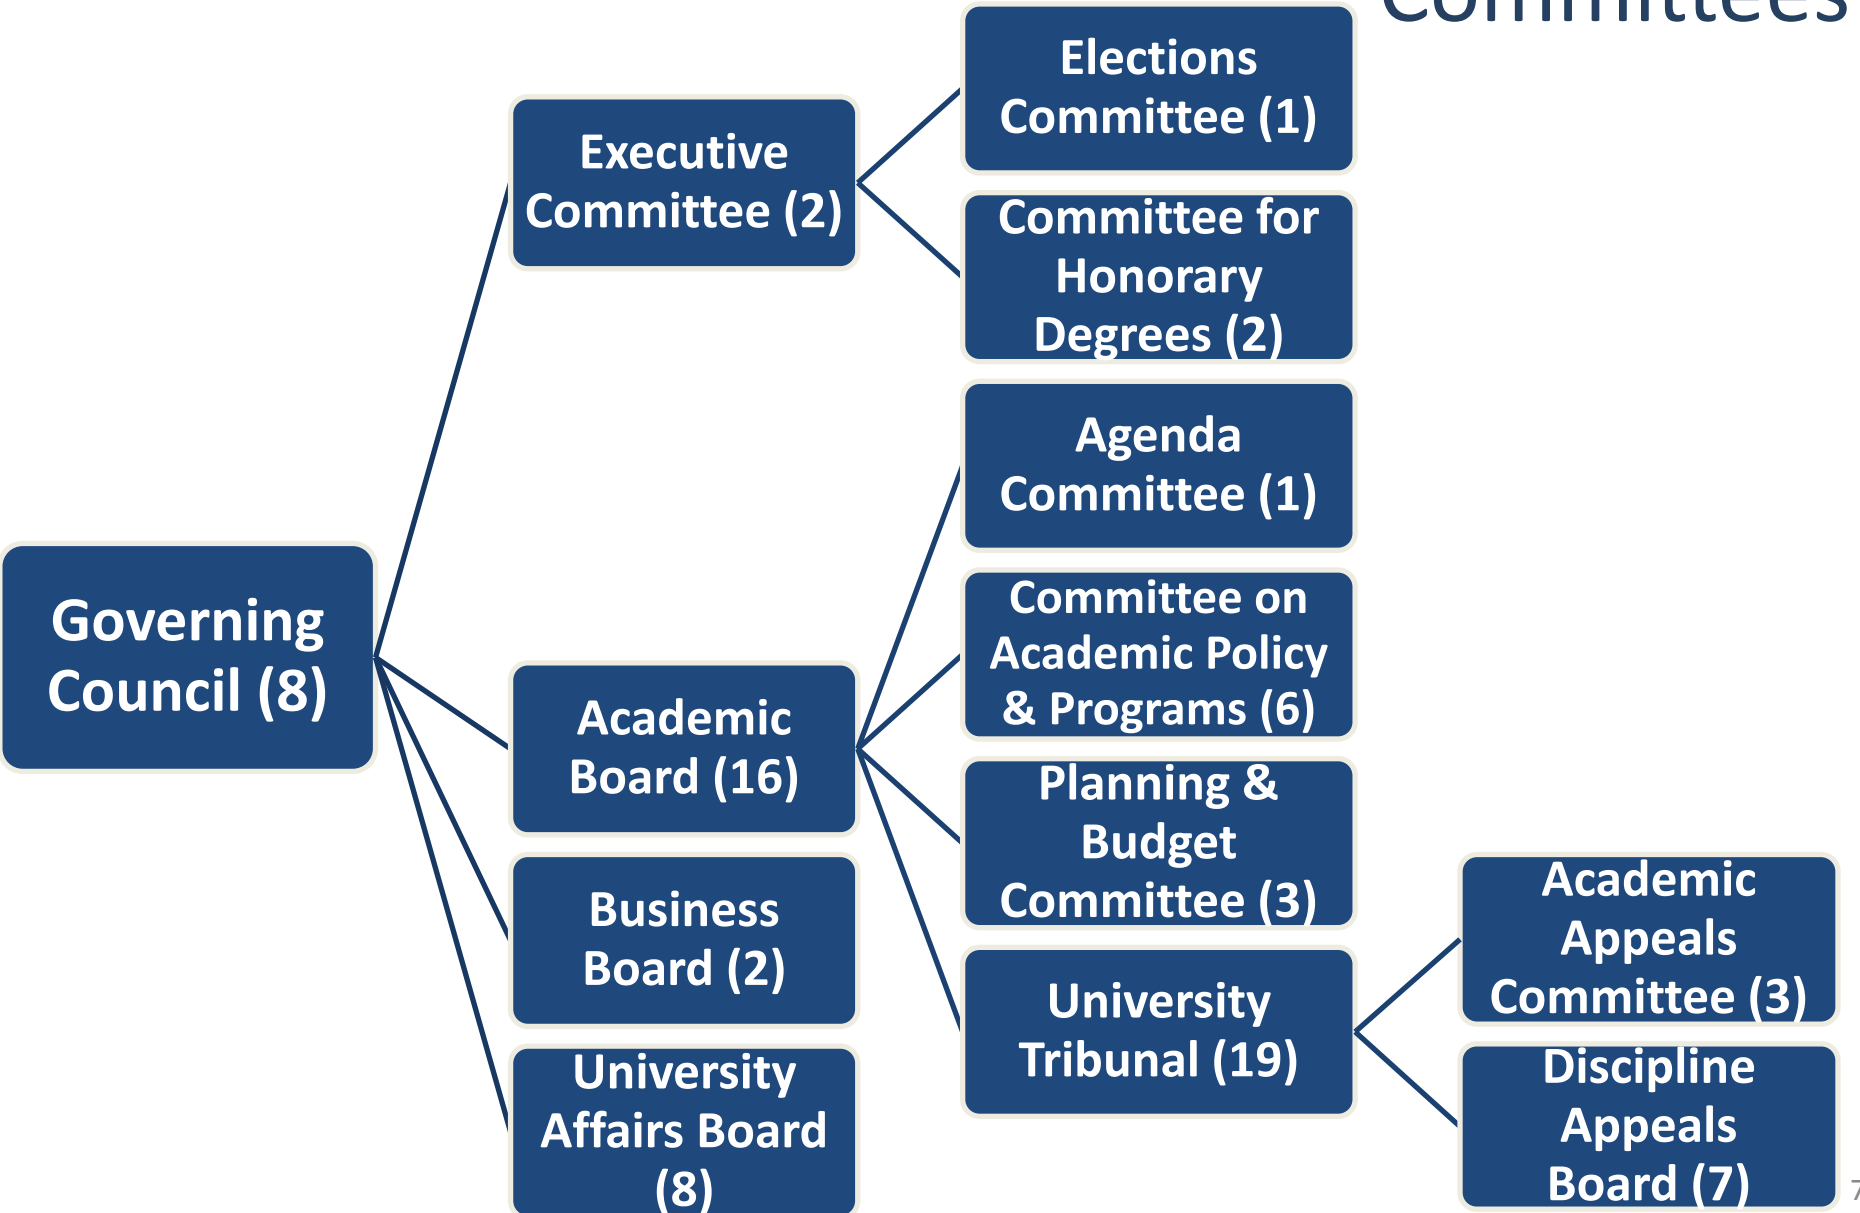 Committees
Elections
Committee (1)
Executive
Committee (2)
Committee for
Honorary
Degrees (2)
Agenda
Committee (1)
Governing
Council (8)
Committee on
Academic Policy
& Programs (6)
Academic
Board (16)
Planning &
Budget
Committee (3)
Business
Board (2)
University
Tribunal (19)
Academic
Appeals
Committee (3)
University
Affairs Board
(8)
Discipline
Appeals
Board (7)
7